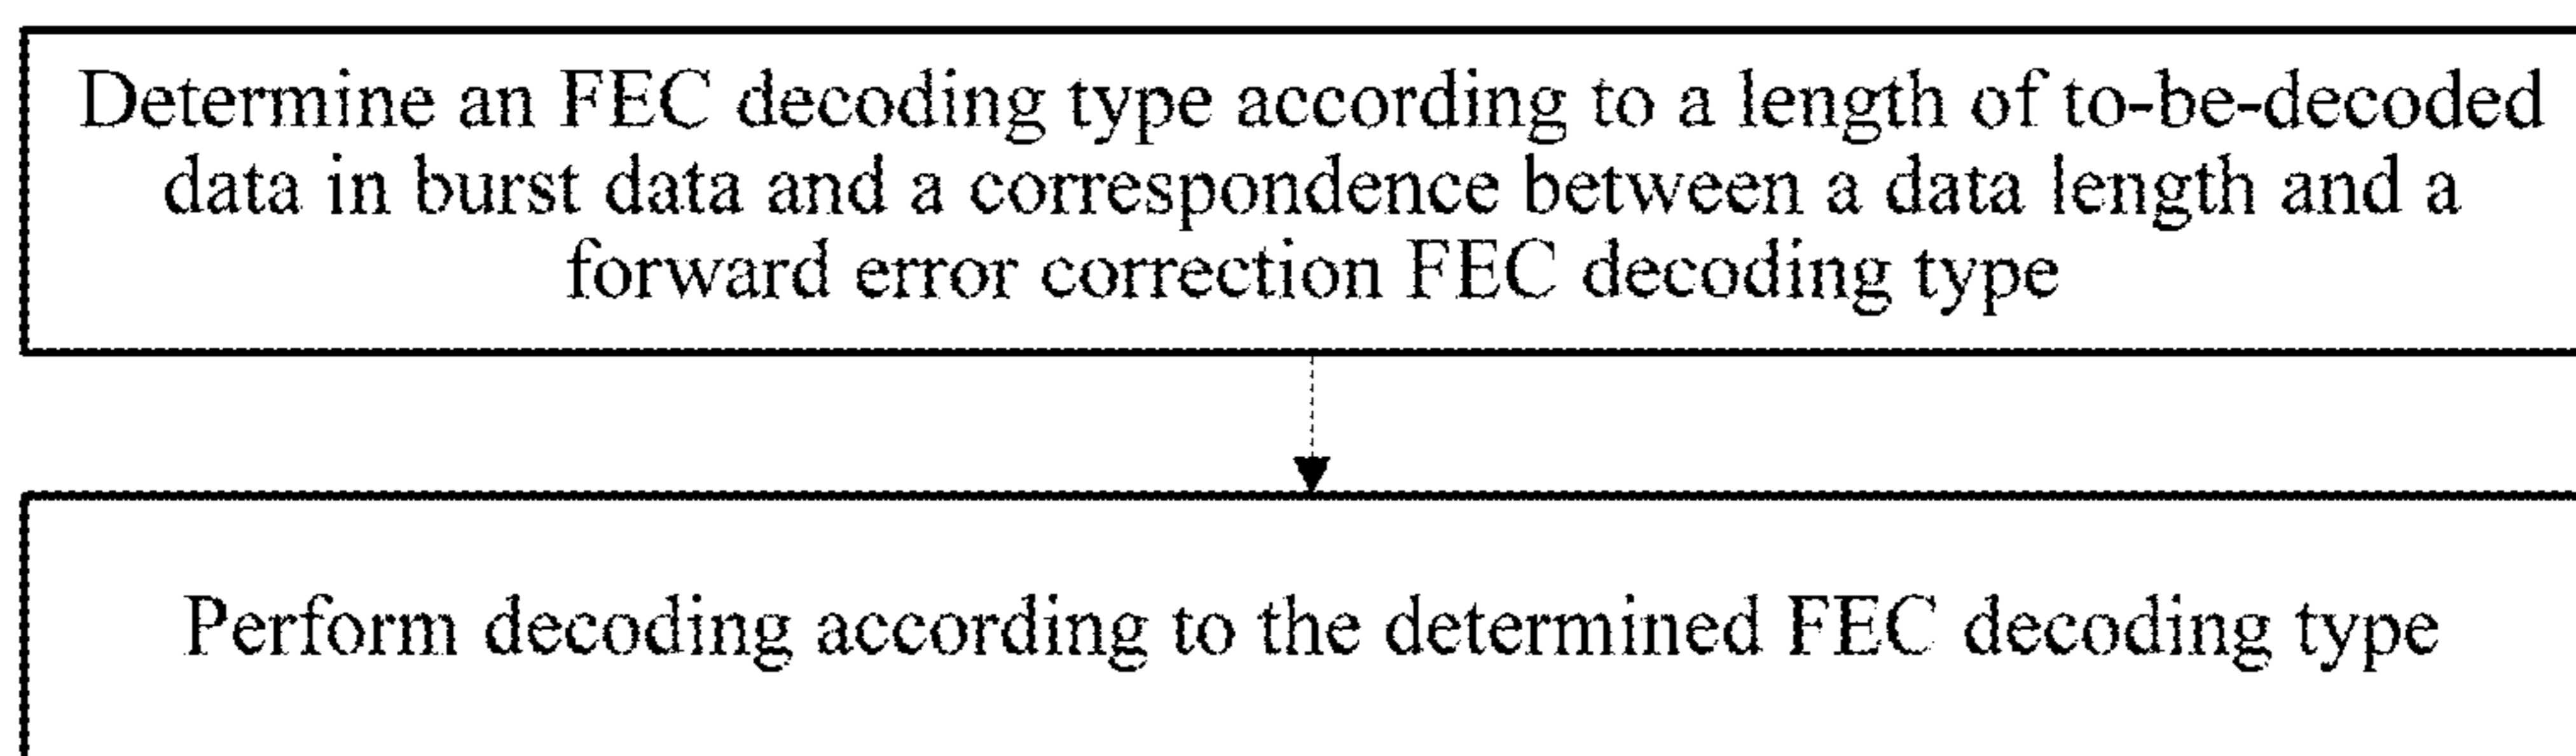 Determine an FEC decoding type according to a length of to-be-decoded
data in burst data and a correspondence between a data length and a
forward error correction FEC decoding type
Perform decoding according to the determined FEC decoding type